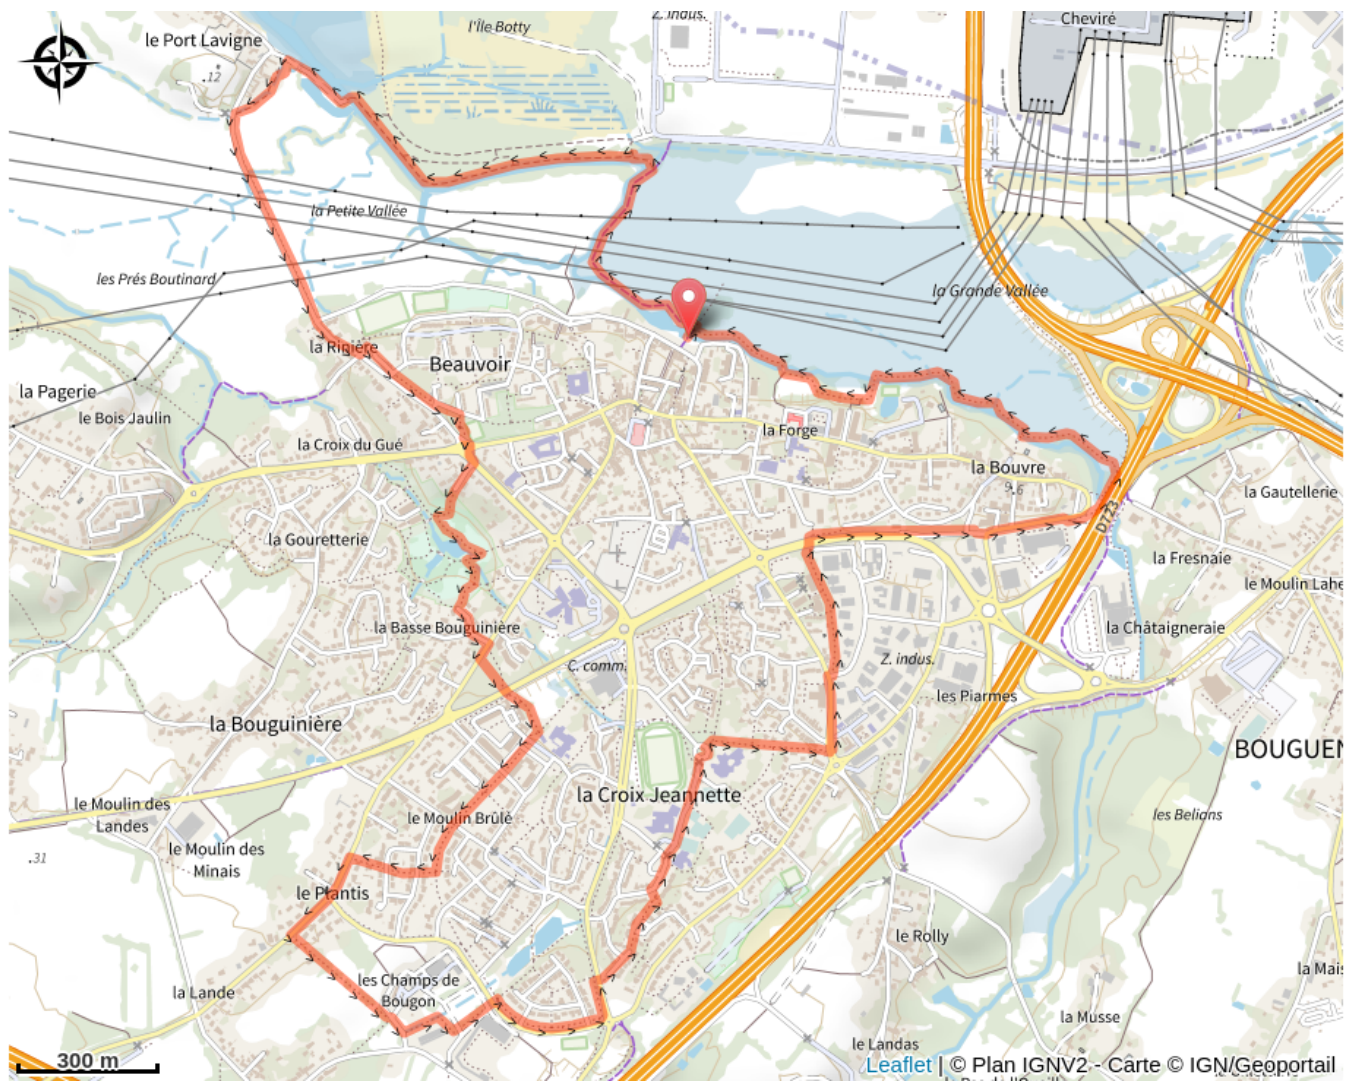 l'Île Botty
Z. indus.
Cheviré
le Port Lavigne
.12
la Petite Vallée
les Prés Boutinard
la Grande Vallée
la Rivière
Beauvoir
la Pagerie
le Bois Jaulin
la Croix du Gué
la Forge
la Bouvre
9.6
la Gautellerie
D723
la Gouretterie
la Fresnaie
le Moulin Lahe
la Basse Bouguinière
la Châtaigneraie
C. comm.
Z. indus.
les Piarmes
la Bouguinière
BOUGUEN
la Croix Jeannette
le Moulin des
Landes
le Moulin Brûlé
les Belians
le Moulin des
Minais
.31
le Plantis
le Rolly
les Champs de
Bougon
la Lande
la Mais
la Musse
le Landas
300 m
Leaflet | © Plan IGNV2 - Carte © IGN/Geoportail